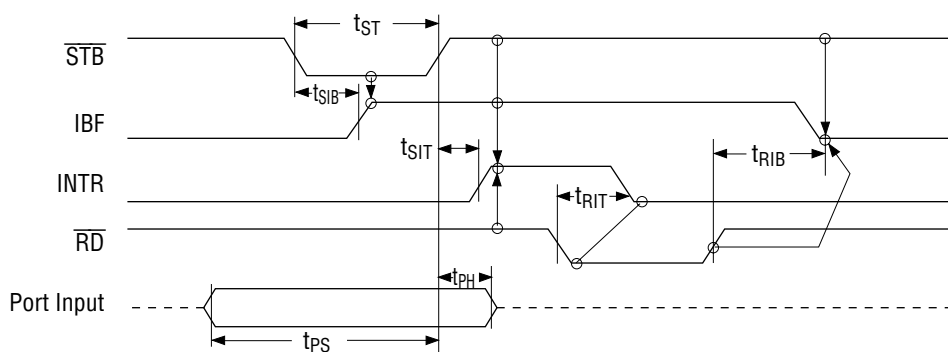 tST
STB
tSIB
IBF
tSIT
tRIB
INTR
tRIT
RD
tPH
Port Input
tPS